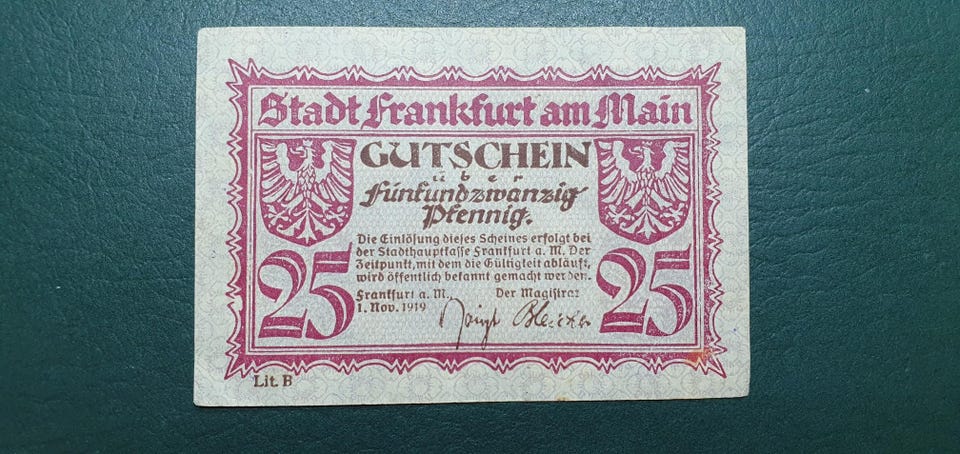 Stadt Frankfurt am Main
GUTSCHEIN
über
Fünfundzwanzig
Pfennig.
Die Einlösung dieses Scheines erfolgt bei
der Stadthauptkasse Frankfurt a. M. Der
Zeitpunkt, mit dem die Gültigkeit abläuft,
wird öffentlich bekannt gemacht werden.
Frankfurt a. M. Der Magistrat
1. Nov. 1919
25 25
Lit. B